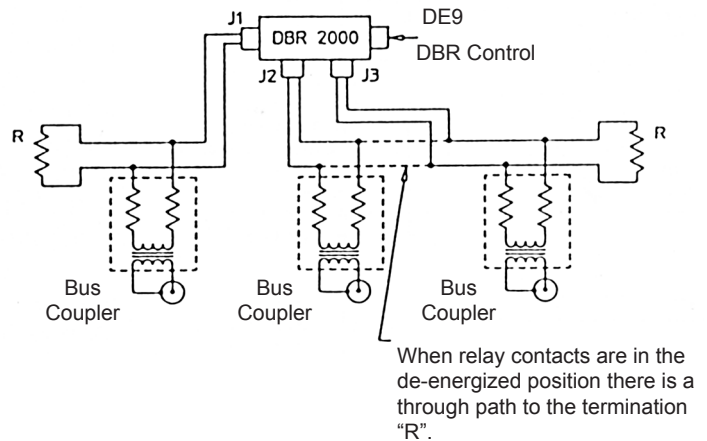 J1
DBR 2000
DE9
DBR Control
J2
J3
R
R
Bus
Coupler
Bus
Coupler
Bus
Coupler
When relay contacts are in the
de-energized position there is a
through path to the termination
“R”.